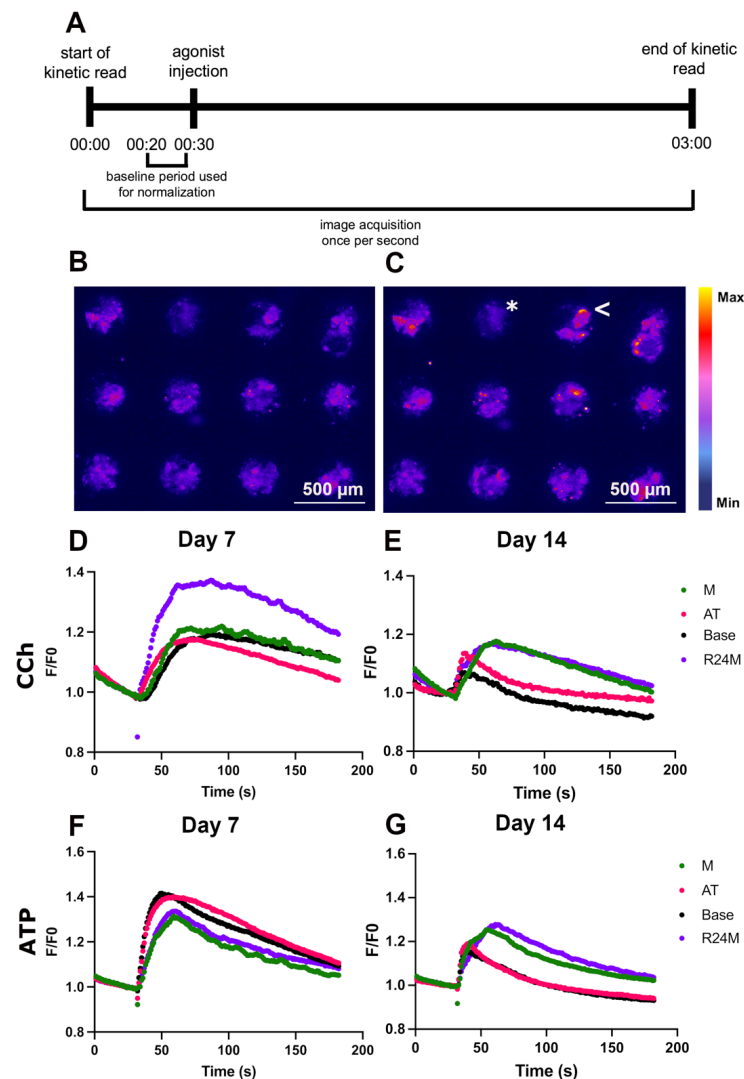 A
start of
kinetic read
agonist
injection
end of kinetic
read
00:00
00:20
00:30
03:00
baseline period used
for normalization
image acquisition
once per second
B
C
*
<
500 µm
500 µm
Max
Min
D
Day 7
E
Day 14
CCh
F/F0
1.4
1.2
1.0
0.8
0
50
100
150
200
Time (s)
F/F0
1.4
1.2
1.0
0.8
0
50
100
150
200
Time (s)
M
AT
Base
R24M
F
Day 7
G
Day 14
ATP
F/F0
1.6
1.4
1.2
1.0
0.8
0
50
100
150
200
Time (s)
F/F0
1.6
1.4
1.2
1.0
0.8
0
50
100
150
200
Time (s)
M
AT
Base
R24M